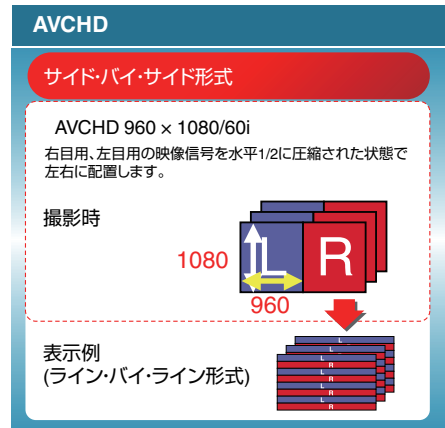 AVCHD
サイド・バイ・サイド形式
AVCHD 960 × 1080/60i
右目用、左目用の映像信号を水平1/2に圧縮された状態で
左右に配置します。
撮影時
1080
L R
960
表示例
(ライン・バイ・ライン形式)
L
L
L
R
L
R
L
R
L
R